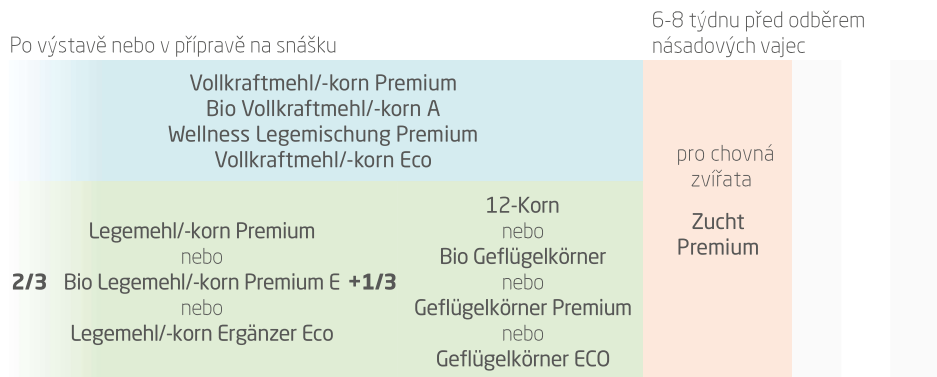 Po výstavě nebo v přípravě na snášku
6-8 týdnu před odběrem
násadových vajec
Vollkraftmehl/-korn Premium
Bio Vollkraftmehl/-korn A
Wellness Legemischung Premium
Vollkraftmehl/-korn Eco
2/3
Legemehl/-korn Premium
nebo
Bio Legemehl/-korn Premium E
nebo
Legemehl/-korn Ergänzer Eco
+1/3
12-Korn
nebo
Bio Geflügelkörner
nebo
Geflügelkörner Premium
nebo
Geflügelkörner ECO
pro chovná
zvířata
Zucht
Premium